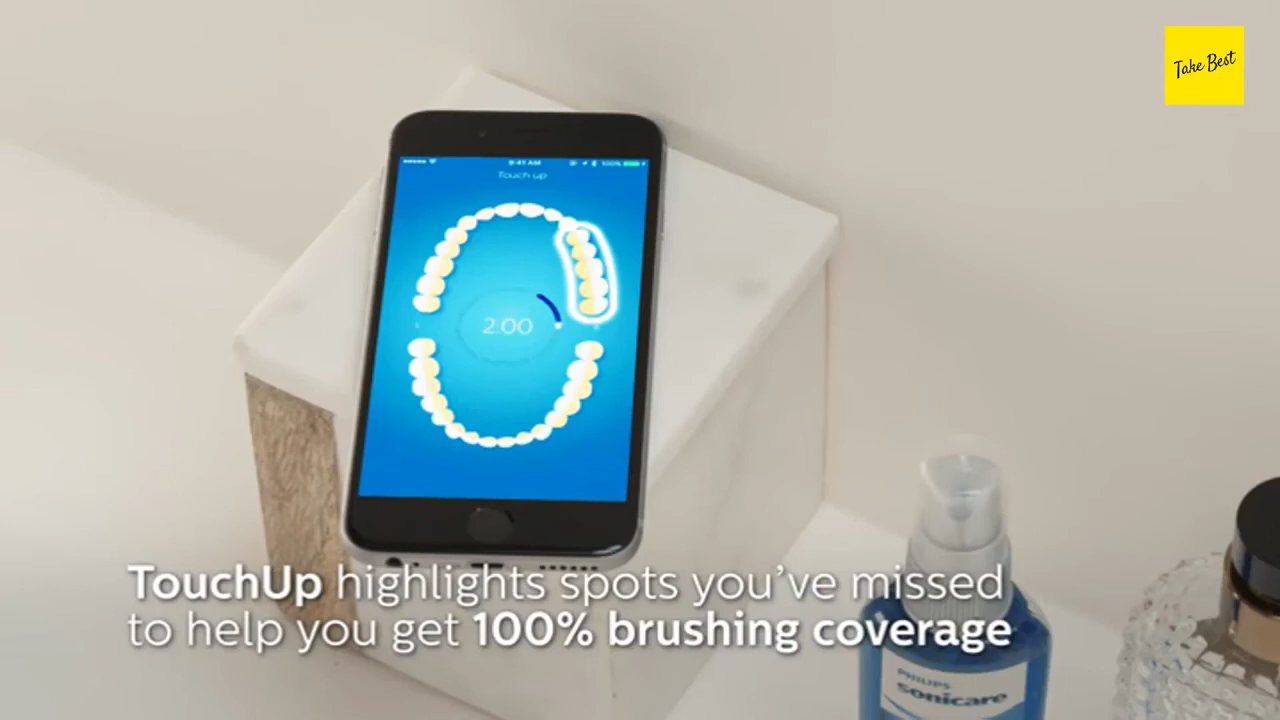 Take Best
9:41 AM
100%
Touch up
2:00
TouchUp highlights spots you've missed
to help you get 100% brushing coverage
PHILIPS
sonicare